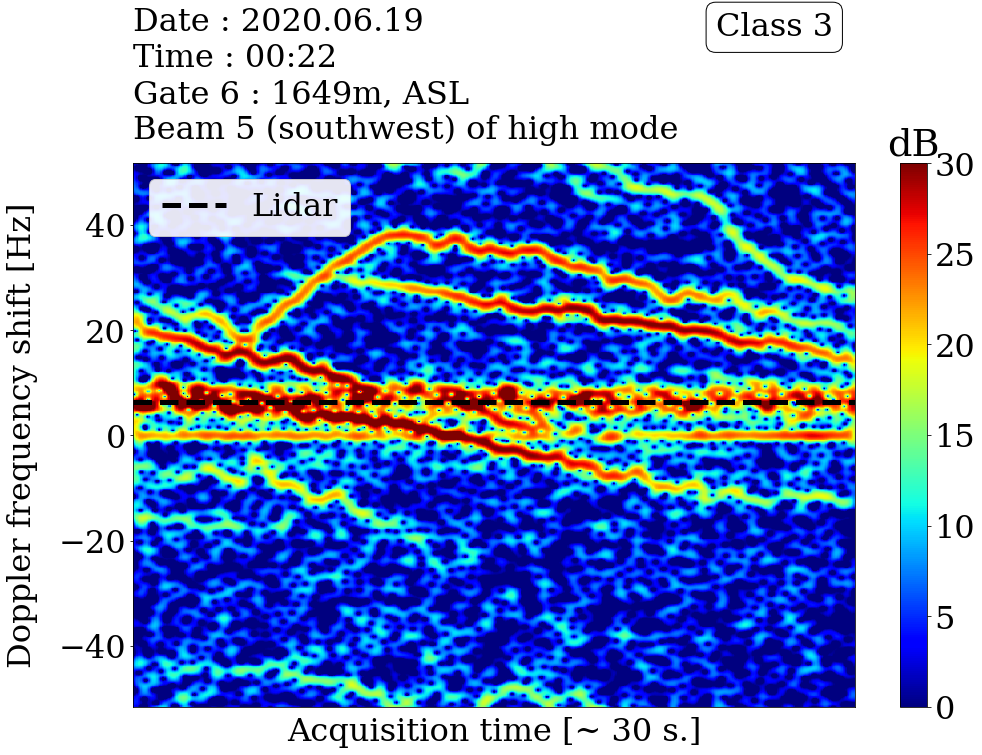 Date : 2020.06.19
Time : 00:22
Gate 6 : 1649m, ASL
Beam 5 (southwest) of high mode
Class 3
dB
Lidar
Doppler frequency shift [Hz]
40
20
0
−20
−40
30
25
20
15
10
5
0
Acquisition time [~ 30 s.]